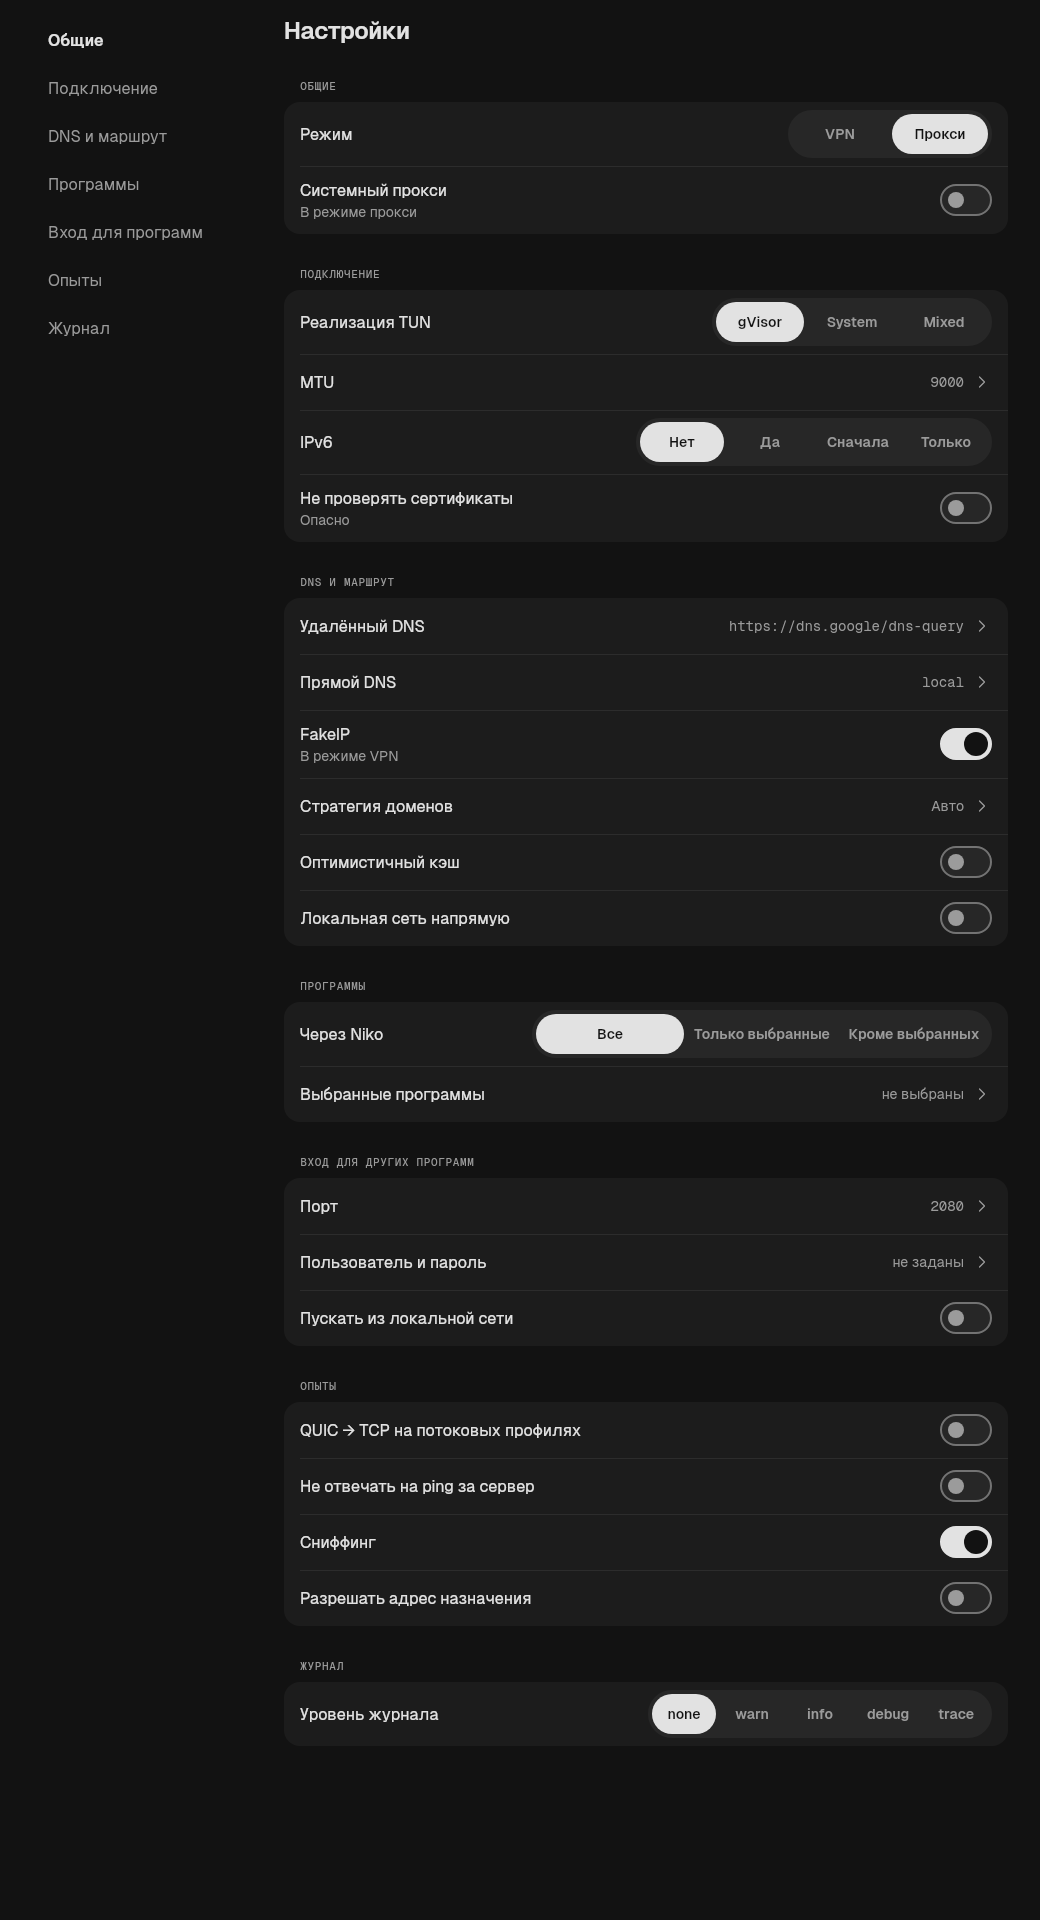 Общие
Подключение
DNS и маршрут
Программы
Вход для программ
Опыты
Журнал
Настройки
ОБЩИЕ
Режим
VPN
Прокси
Системный прокси
В режиме прокси
ПОДКЛЮЧЕНИЕ
Реализация TUN
gVisor
System
Mixed
MTU
9000
IPv6
Нет
Да
Сначала
Только
Не проверять сертификаты
Опасно
DNS И МАРШРУТ
Удалённый DNS
https://dns.google/dns-query
Прямой DNS
local
FakeIP
В режиме VPN
Стратегия доменов
Авто
Оптимистичный кэш
Локальная сеть напрямую
ПРОГРАММЫ
Через Niko
Все
Только выбранные
Кроме выбранных
Выбранные программы
не выбраны
ВХОД ДЛЯ ДРУГИХ ПРОГРАММ
Порт
2080
Пользователь и пароль
не заданы
Пускать из локальной сети
ОПЫТЫ
QUIC → TCP на потоковых профилях
Не отвечать на ping за сервер
Сниффинг
Разрешать адрес назначения
ЖУРНАЛ
Уровень журнала
none
warn
info
debug
trace